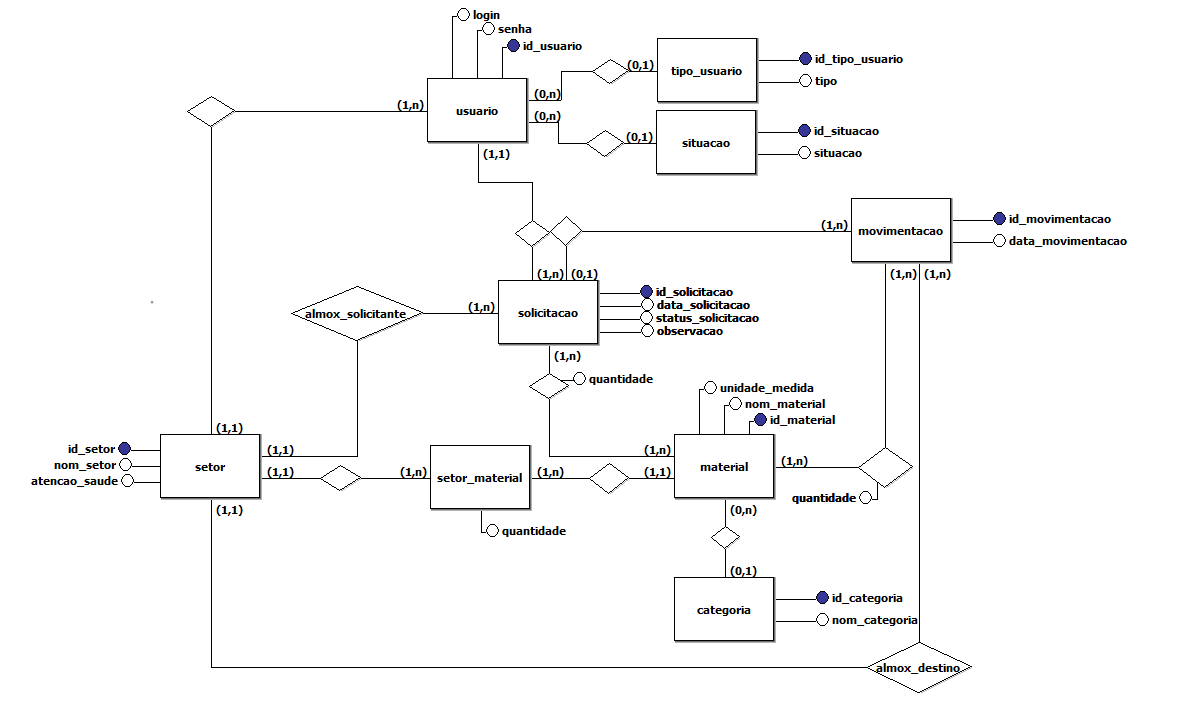 login
senha
id_usuario
usuario
(1,n)
(0,n)
(0,n)
(1,1)
(0,1)
tipo_usuario
id_tipo_usuario
tipo
(0,1)
situacao
id_situacao
situacao
(1,n)
movimentacao
id_movimentacao
data_movimentacao
(1,n)
(1,n)
(1,n)
(0,1)
almox_solicitante
(1,n)
solicitacao
id_solicitacao
data_solicitacao
status_solicitacao
observacao
(1,n)
quantidade
unidade_medida
nom_material
id_material
(1,1)
id_setor
nom_setor
atencao_saude
setor
(1,1)
(1,1)
(1,1)
(1,n)
setor_material
(1,n)
quantidade
(1,n)
(1,1)
material
(1,n)
(0,n)
quantidade
(0,1)
categoria
id_categoria
nom_categoria
almox_destino